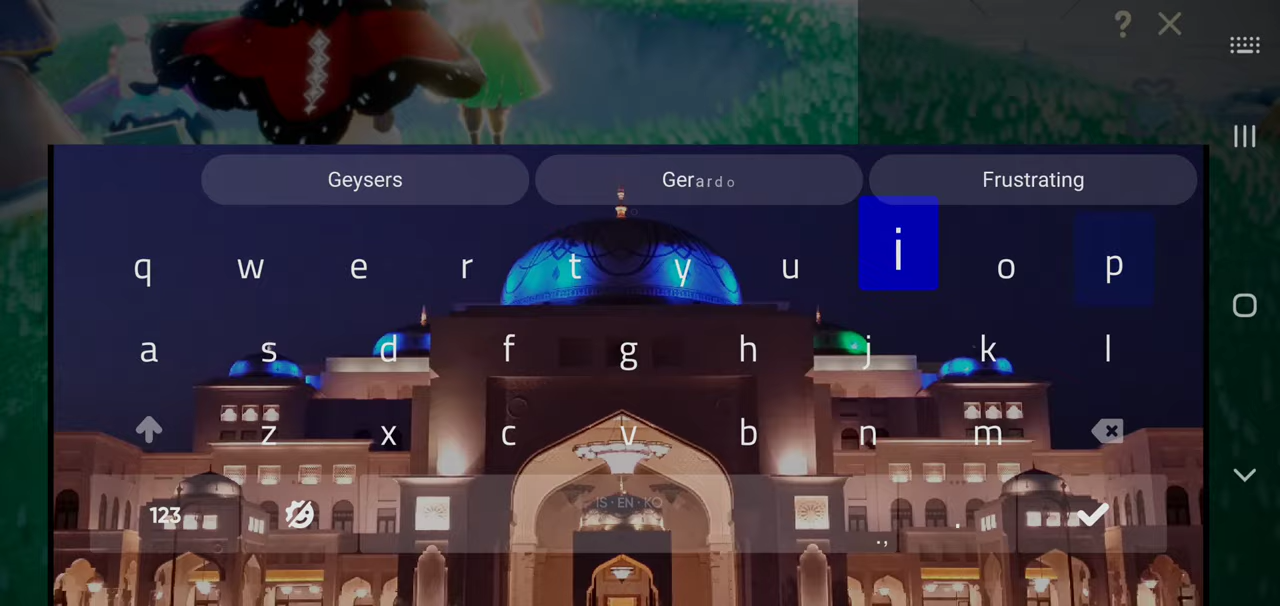 ?
Geysers Gerardo Frustrating
q w e r t y u i o p
a s d f g h j k l
z x c v b n m
123 IS · EN · KO .
.,